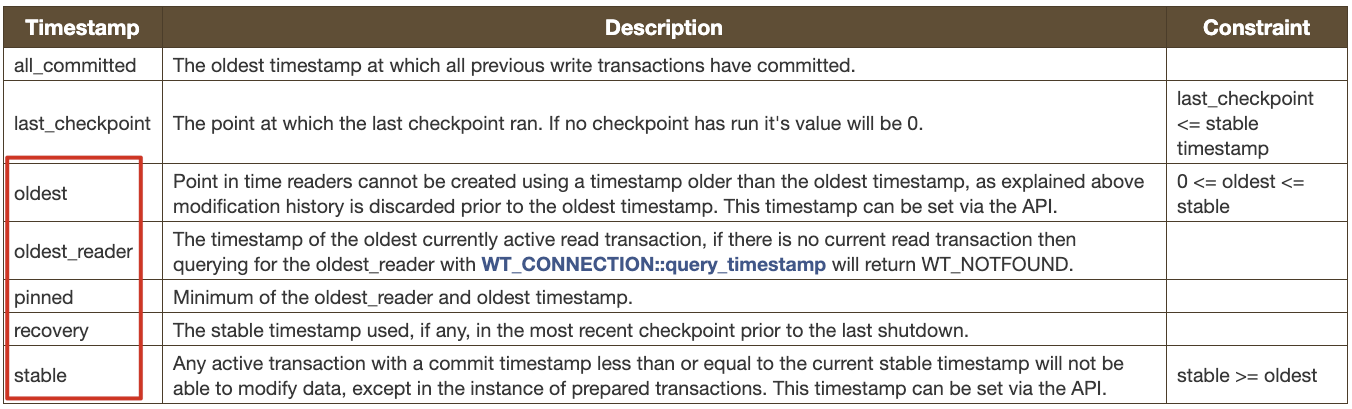 Timestamp Description Constraint
all_committed The oldest timestamp at which all previous write transactions have committed.
last_checkpoint The point at which the last checkpoint ran. If no checkpoint has run it's value will be 0. last_checkpoint
<= stable
timestamp
oldest Point in time readers cannot be created using a timestamp older than the oldest timestamp, as explained above
modification history is discarded prior to the oldest timestamp. This timestamp can be set via the API. 0 <= oldest <=
stable
oldest_reader The timestamp of the oldest currently active read transaction, if there is no current read transaction then
querying for the oldest_reader with WT_CONNECTION::query_timestamp will return WT_NOTFOUND.
pinned Minimum of the oldest_reader and oldest timestamp.
recovery The stable timestamp used, if any, in the most recent checkpoint prior to the last shutdown.
stable Any active transaction with a commit timestamp less than or equal to the current stable timestamp will not be
able to modify data, except in the instance of prepared transactions. This timestamp can be set via the API. stable >= oldest